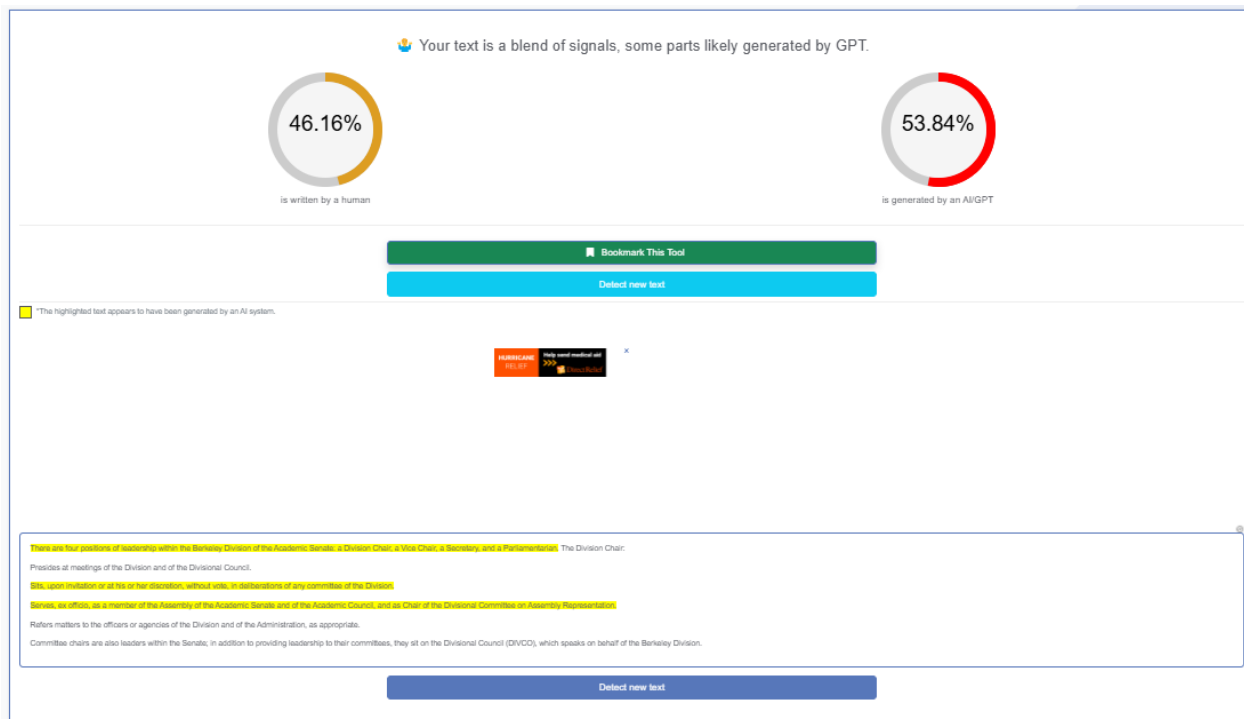 Your text is a blend of signals, some parts likely generated by GPT.
46.16%
is written by a human
53.84%
is generated by an AI/GPT
Bookmark This Tool
Detect new text
*The highlighted text appears to have been generated by an AI system.
HURRICANE
RELIEF
Help send medical aid
>>>
Direct Relief
x
There are four positions of leadership within the Berkeley Division of the Academic Senate: a Division Chair, a Vice Chair, a Secretary, and a Parliamentarian. The Division Chair:
Presides at meetings of the Division and of the Divisional Council.
Sits, upon invitation or at his or her discretion, without vote, in deliberations of any committee of the Division.
Serves, ex officio, as a member of the Assembly of the Academic Senate and of the Academic Council, and as Chair of the Divisional Committee on Assembly Representation.
Refers matters to the officers or agencies of the Division and of the Administration, as appropriate.
Committee chairs are also leaders within the Senate; in addition to providing leadership to their committees, they sit on the Divisional Council (DIVCO), which speaks on behalf of the Berkeley Division.
Detect new text